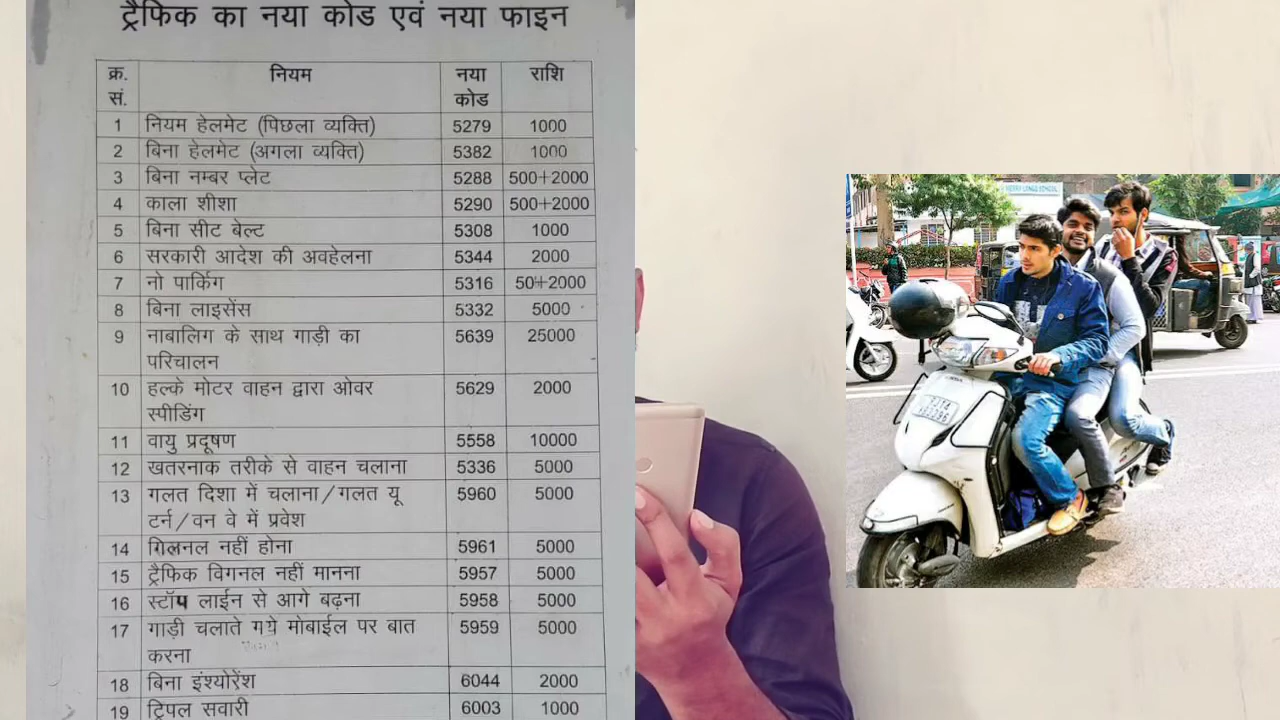 ट्रैफिक का नया कोड एवं नया फाइन
क्र. नियम नया राशि
सं. कोड
1 नियम हेलमेट (पिछला व्यक्ति) 5279 1000
2 बिना हेलमेट (अगला व्यक्ति) 5382 1000
3 बिना नम्बर प्लेट 5288 500+2000
4 काला शीशा 5290 500+2000
5 बिना सीट बेल्ट 5308 1000
6 सरकारी आदेश की अवहेलना 5344 2000
7 नो पार्किग 5316 50+2000
8 बिना लाइसेंस 5332 5000
9 नाबालिग के साथ गाड़ी का 5639 25000
परिचालन
10 हल्के मोटर वाहन द्वारा ओवर 5629 2000
स्पीडिंग
11 वायु प्रदूषण 5558 10000
12 खतरनाक तरीके से वाहन चलाना 5336 5000
13 गलत दिशा में चलाना/गलत यू 5960 5000
टर्न/वन वे में प्रवेश
14 गिलनल नहीं होना 5961 5000
15 ट्रैफिक विगनल नहीं मानना 5957 5000
16 स्टॉप लाईन से आगे बढ़ना 5958 5000
17 गाड़ी चलाते गये मोबाईल पर बात 5959 5000
करना
18 बिना इंश्योरेंश 6044 2000
19 ट्रिपल सवारी 6003 1000
SCHOOL